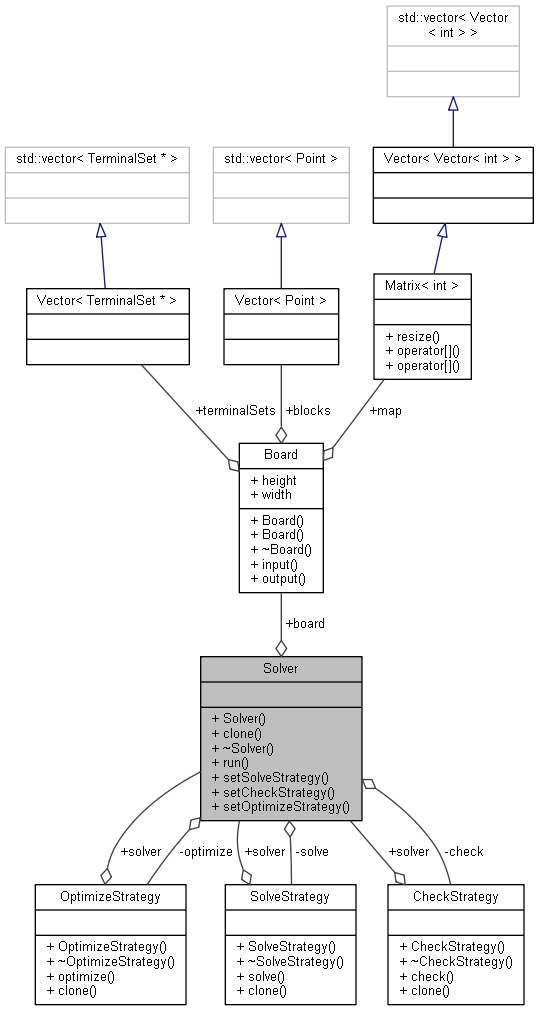 std::vector< Vector
< int > >
std::vector< TerminalSet * >
std::vector< Point >
Vector< Vector< int > >
Vector< TerminalSet * >
Vector< Point >
Matrix< int >
+ resize()
+ operator[]()
+ operator[]()
+terminalSets
+blocks
+map
Board
+ height
+ width
+ Board()
+ Board()
+ ~Board()
+ input()
+ output()
+board
Solver
+ Solver()
+ clone()
+ ~Solver()
+ run()
+ setSolveStrategy()
+ setCheckStrategy()
+ setOptimizeStrategy()
+solver
-optimize
+solver
-solve
+solver
-check
OptimizeStrategy
+ OptimizeStrategy()
+ ~OptimizeStrategy()
+ optimize()
+ clone()
SolveStrategy
+ SolveStrategy()
+ ~SolveStrategy()
+ solve()
+ clone()
CheckStrategy
+ CheckStrategy()
+ ~CheckStrategy()
+ check()
+ clone()